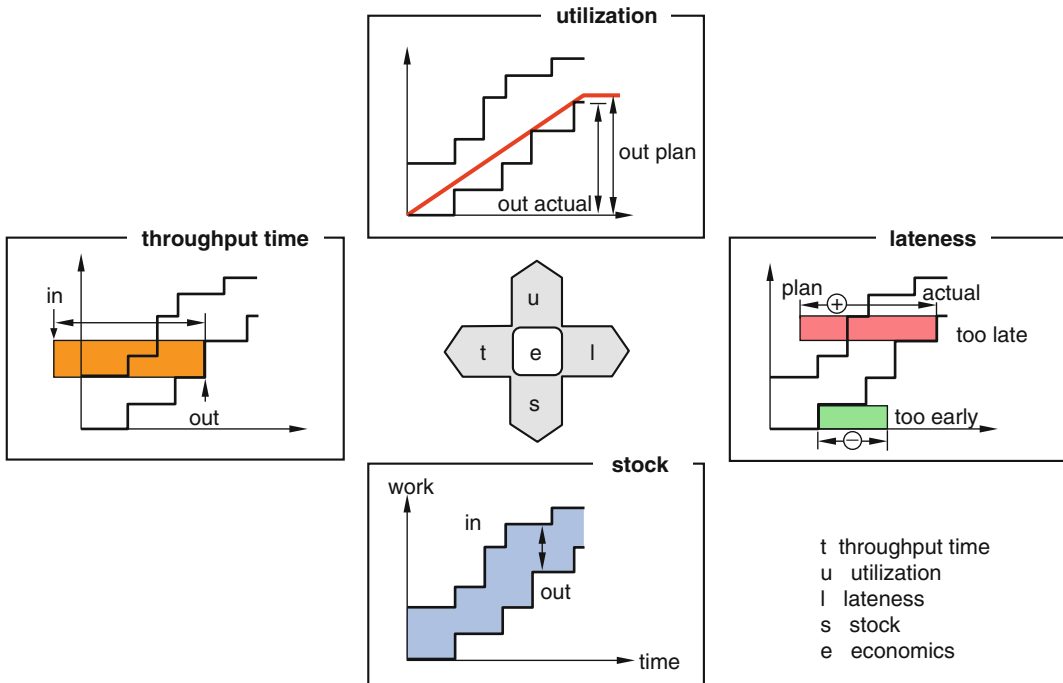 utilization
out plan
out actual
throughput time
in
out
u
t e l
s
lateness
plan
+
actual
too late
too early
−
stock
work
in
out
time
t throughput time
u utilization
l lateness
s stock
e economics